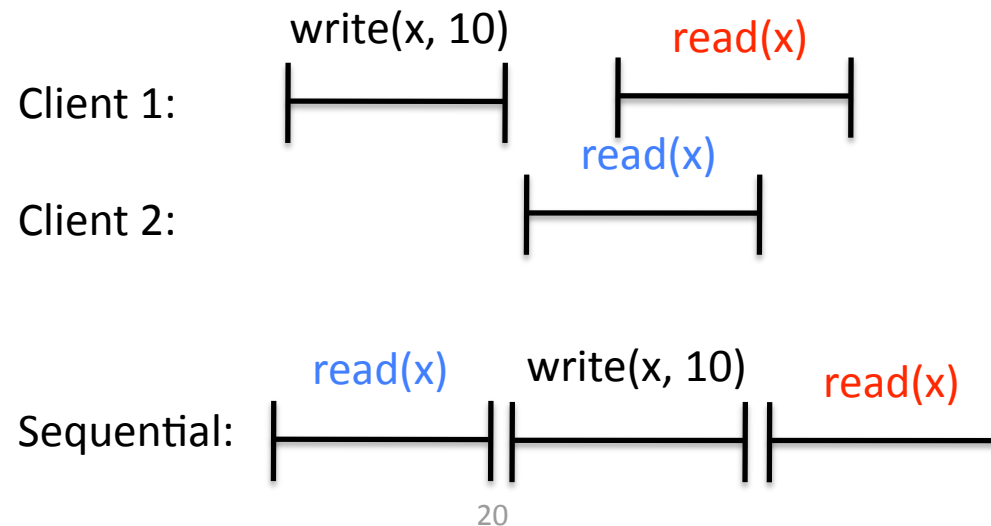 write(x, 10)
read(x)
Client 1:
read(x)
Client 2:
read(x)
write(x, 10)
read(x)
Sequential:
20